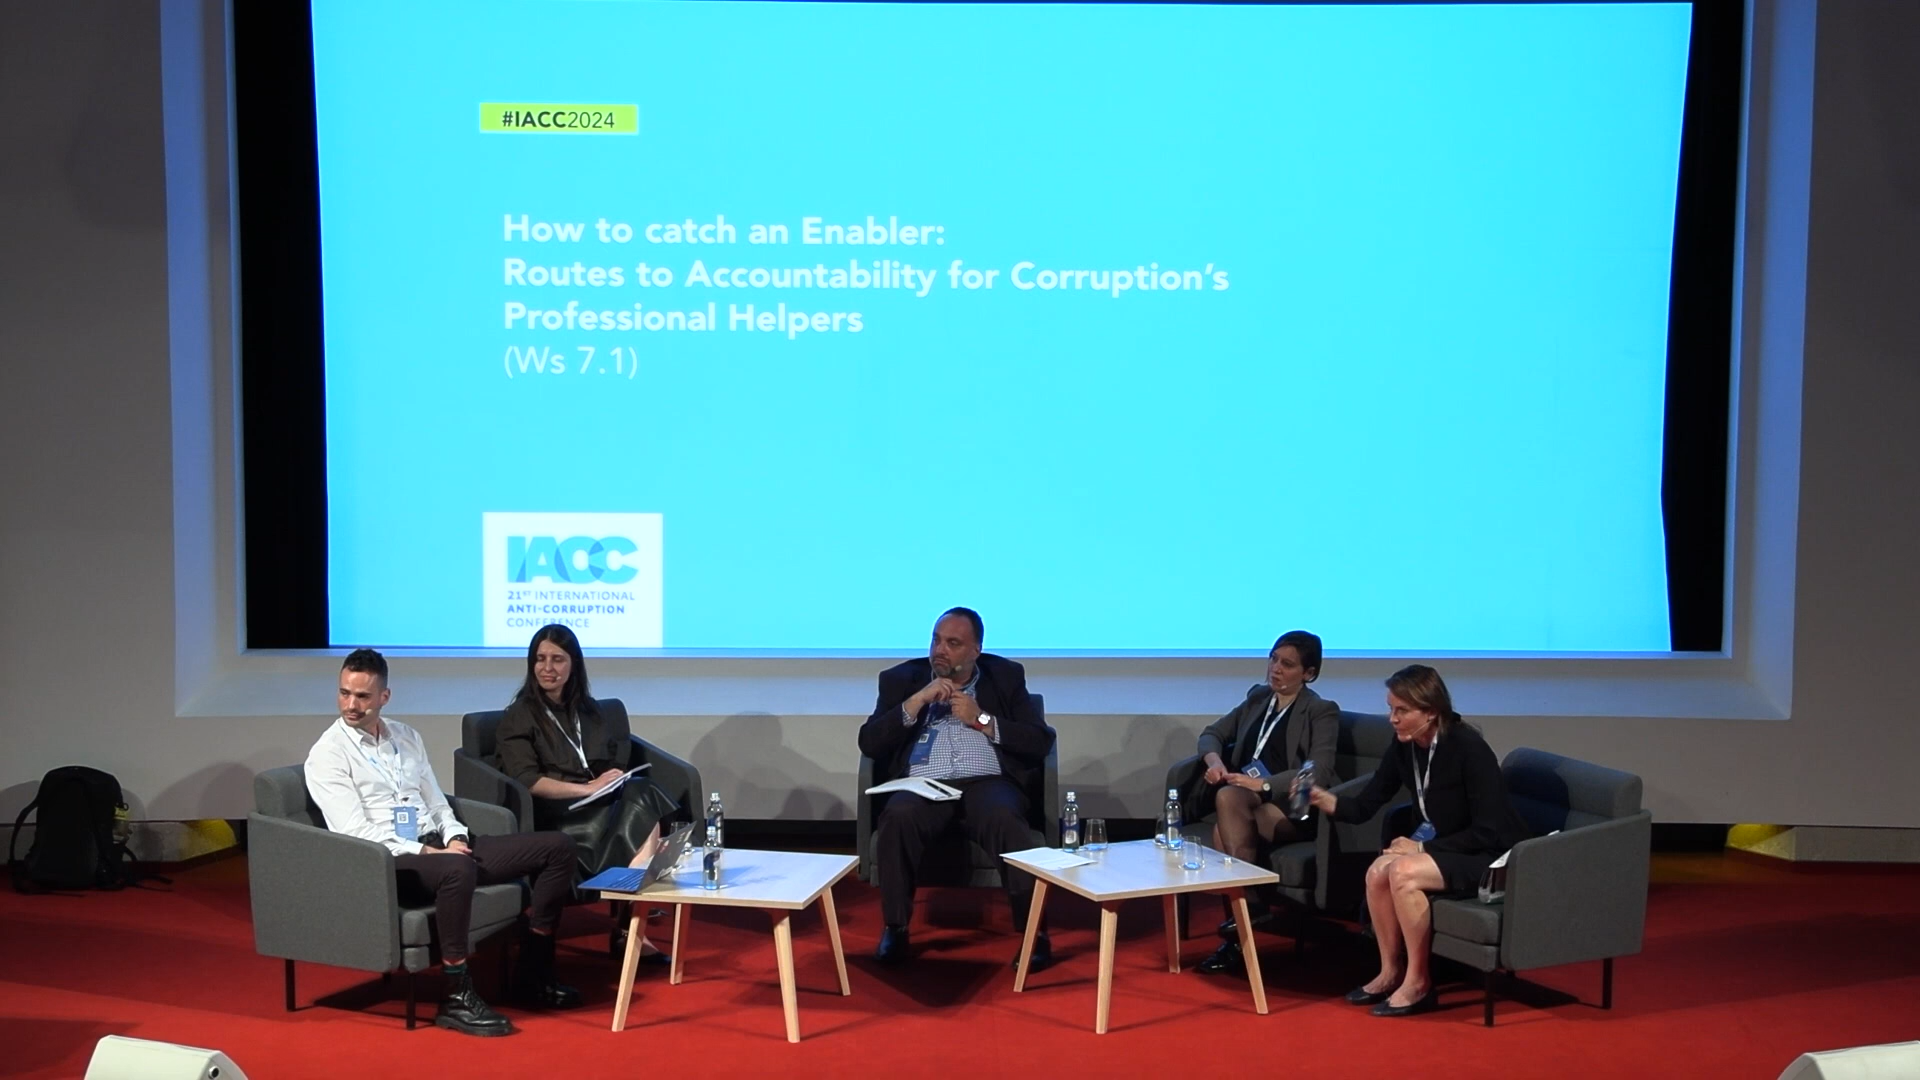 #IACC2024
How to catch an Enabler:
Routes to Accountability for Corruption's
Professional Helpers
(Ws 7.1)
IACC
21ST INTERNATIONAL
ANTI-CORRUPTION
CONFERENCE